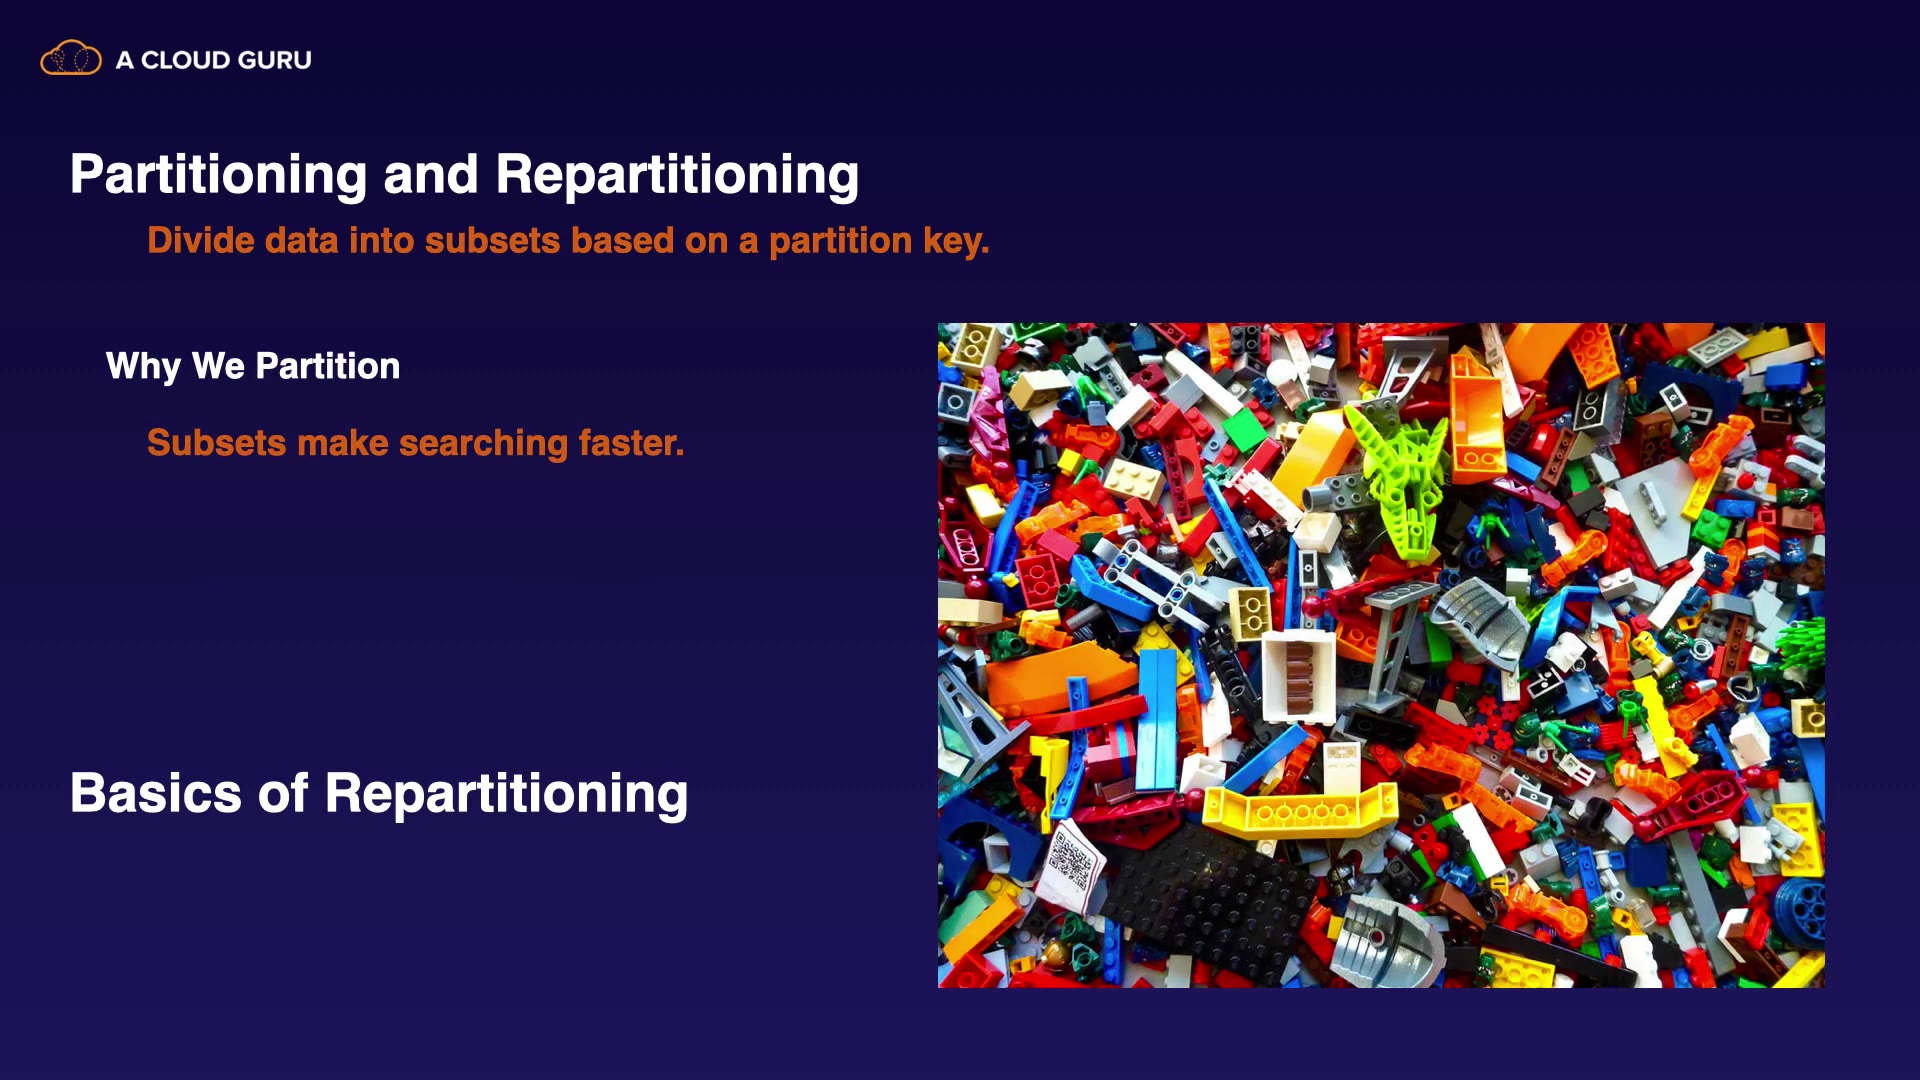 A CLOUD GURU
Partitioning and Repartitioning
Divide data into subsets based on a partition key.
Why We Partition
Subsets make searching faster.
Basics of Repartitioning